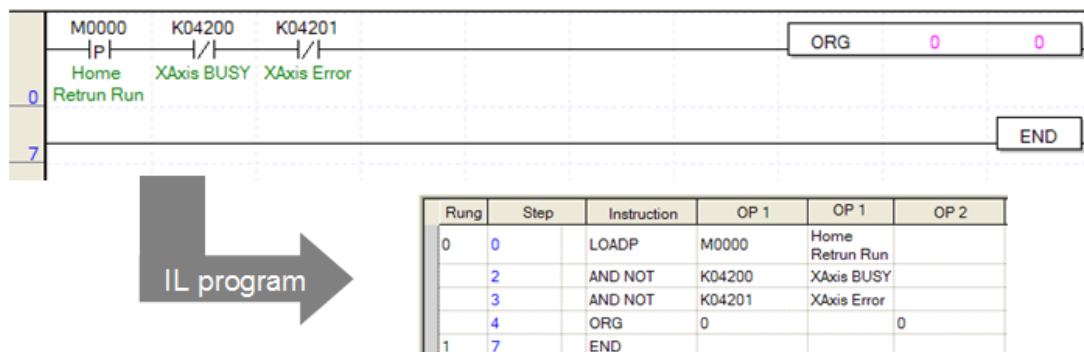 M0000 K04200 K04201
P
ORG 0 0
Home XAxis BUSY XAxis Error
Retrun Run
0
END
7
IL program
Rung Step Instruction OP 1 OP 1 OP 2
0 0 LOADP M0000 Home Retrun Run
2 AND NOT K04200 XAxis BUSY
3 AND NOT K04201 XAxis Error
4 ORG 0 0
1 7 END